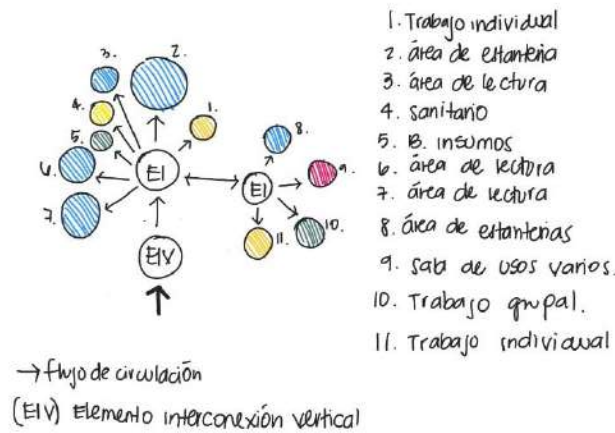 3.
2.
4.
1.
5.
8.
6.
EI
EI
9.
7.
10.
11.
EIV
→ flujo de circulación
(EIV) Elemento interconexión vertical
1. Trabajo individual
2. área de estantería
3. área de lectura
4. sanitario
5. B. insumos
6. área de lectura
7. área de lectura
8. área de estanterias
9. Sala de usos varios.
10. Trabajo grupal.
11. Trabajo individual